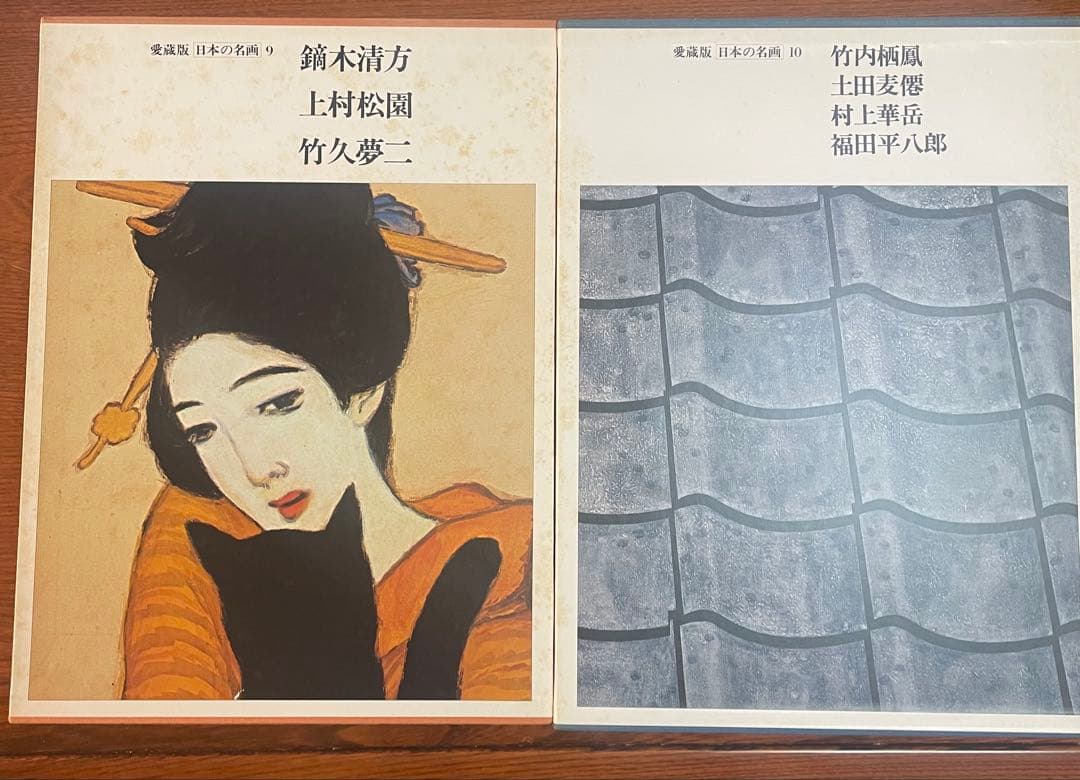 愛蔵版 日本の名画 9
鏑木清方
上村松園
竹久夢二
愛蔵版 日本の名画 10
竹内栖鳳
土田麦僊
村上華岳
福田平八郎